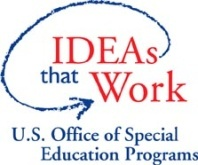 IDEAs
that Work
U.S. Office of Special
Education Programs